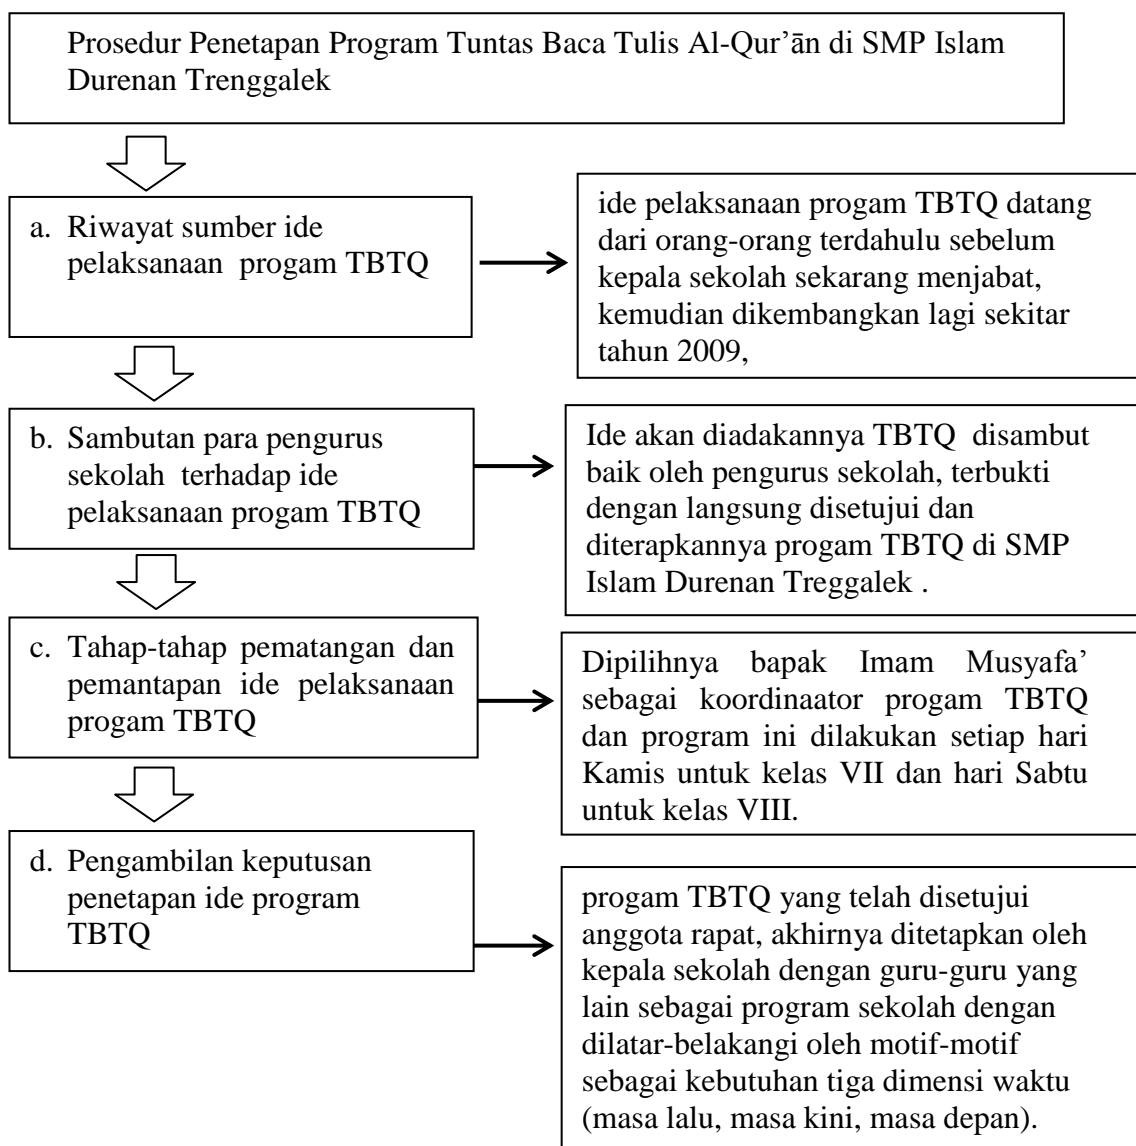 Prosedur Penetapan Program Tuntas Baca Tulis Al-Qur’ān di SMP Islam
Durenan Trenggalek
a. Riwayat sumber ide
pelaksanaan progam TBTQ
ide pelaksanaan progam TBTQ datang
dari orang-orang terdahulu sebelum
kepala sekolah sekarang menjabat,
kemudian dikembangkan lagi sekitar
tahun 2009,
b. Sambutan para pengurus
sekolah terhadap ide
pelaksanaan progam TBTQ
Ide akan diadakannya TBTQ disambut
baik oleh pengurus sekolah, terbukti
dengan langsung disetujui dan
diterapkannya progam TBTQ di SMP
Islam Durenan Treggalek .
c. Tahap-tahap pematangan dan
pemantapan ide pelaksanaan
progam TBTQ
Dipilihnya bapak Imam Musyafa’
sebagai koordinaator progam TBTQ
dan program ini dilakukan setiap hari
Kamis untuk kelas VII dan hari Sabtu
untuk kelas VIII.
d. Pengambilan keputusan
penetapan ide program
TBTQ
progam TBTQ yang telah disetujui
anggota rapat, akhirnya ditetapkan oleh
kepala sekolah dengan guru-guru yang
lain sebagai program sekolah dengan
dilatar-belakangi oleh motif-motif
sebagai kebutuhan tiga dimensi waktu
(masa lalu, masa kini, masa depan).